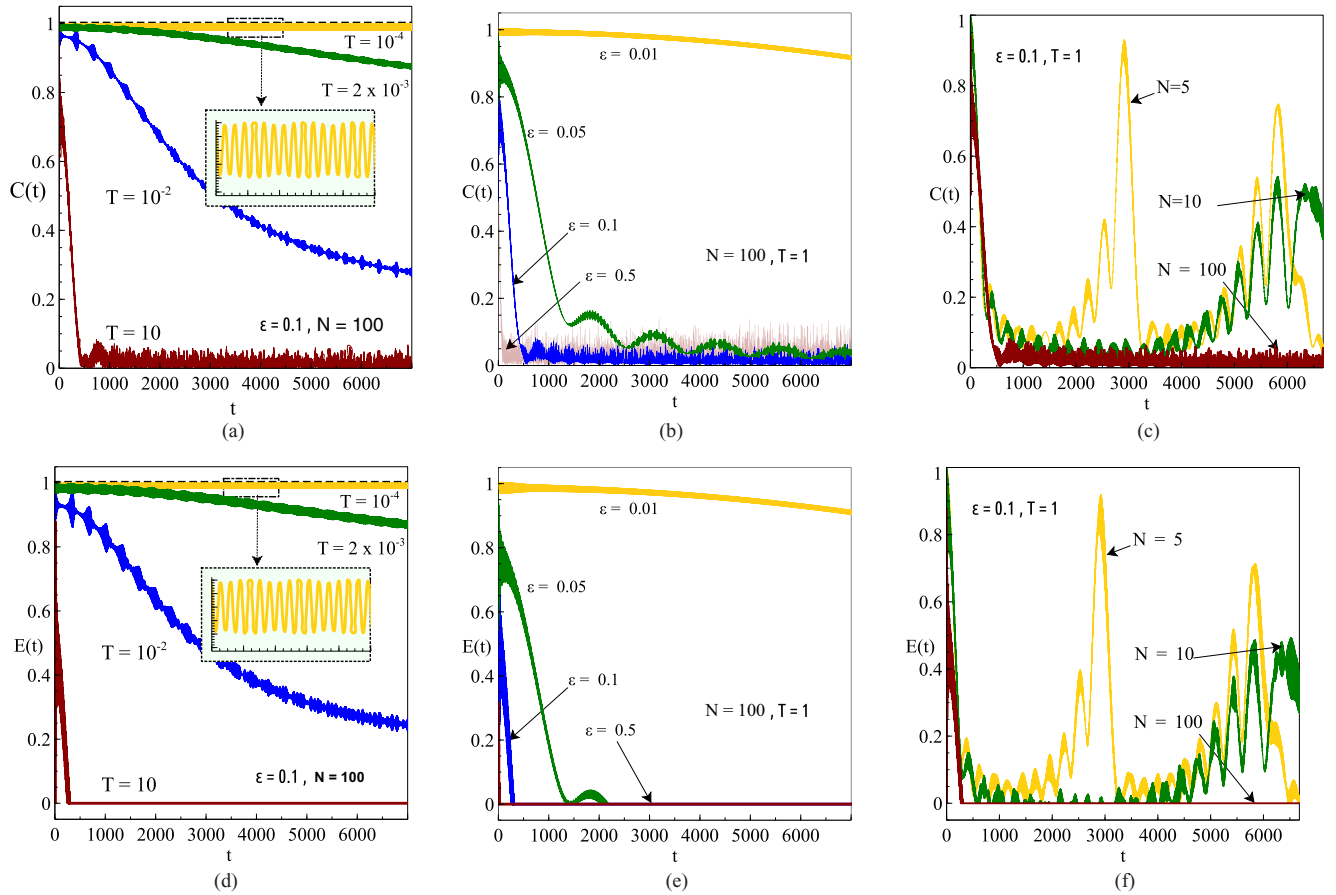 1
0.8
0.6
C(t)
0.4
0.2
0
T = 10⁻⁴
T = 2 x 10⁻³
T = 10⁻²
T = 10
ε = 0.1 , N = 100
0 1000 2000 3000 4000 5000 6000
t
(a)
1
0.8
0.6
C(t)
0.4
0.2
0
ε = 0.01
ε = 0.05
ε = 0.1
ε = 0.5
N = 100 , T = 1
0 1000 2000 3000 4000 5000 6000
t
(b)
1
0.8
0.6
C(t)
0.4
0.2
0
ε = 0.1 , T = 1
N=5
N=10
N = 100
0 1000 2000 3000 4000 5000 6000
t
(c)
1
0.8
0.6
E(t)
0.4
0.2
0
T = 10⁻⁴
T = 2 x 10⁻³
T = 10⁻²
T = 10
ε = 0.1 , N = 100
0 1000 2000 3000 4000 5000 6000
t
(d)
1
0.8
0.6
E(t)
0.4
0.2
0
ε = 0.01
ε = 0.05
ε = 0.1
ε = 0.5
N = 100 , T = 1
0 1000 2000 3000 4000 5000 6000
t
(e)
1
0.8
0.6
E(t)
0.4
0.2
0
ε = 0.1 , T = 1
N = 5
N = 10
N = 100
0 1000 2000 3000 4000 5000 6000
t
(f)